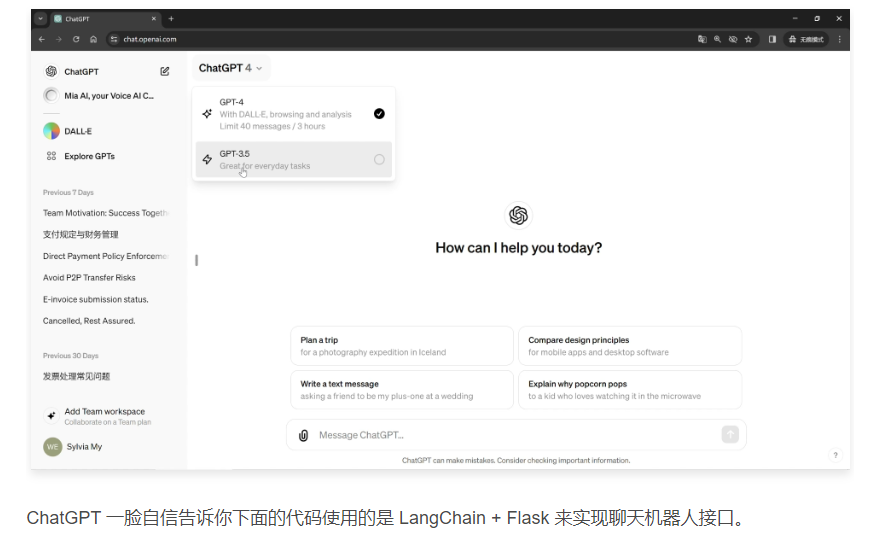 ChatGPT
chat.openai.com
无痕模式
ChatGPT
Mia AI, your Voice AI C...
DALL·E
Explore GPTs
Previous 7 Days
Team Motivation: Success Togeth
支付规定与财务管理
Direct Payment Policy Enforceme
Avoid P2P Transfer Risks
E-invoice submission status.
Cancelled, Rest Assured.
Previous 30 Days
发票处理常见问题
Add Team workspace
Collaborate on a Team plan
WE
Sylvia My
ChatGPT 4
GPT-4
With DALL·E, browsing and analysis
Limit 40 messages / 3 hours
GPT-3.5
Great for everyday tasks
How can I help you today?
Plan a trip
for a photography expedition in Iceland
Compare design principles
for mobile apps and desktop software
Write a text message
asking a friend to be my plus-one at a wedding
Explain why popcorn pops
to a kid who loves watching it in the microwave
Message ChatGPT...
ChatGPT can make mistakes. Consider checking important information.
?
ChatGPT 一脸自信告诉你下面的代码使用的是 LangChain + Flask 来实现聊天机器人接口。